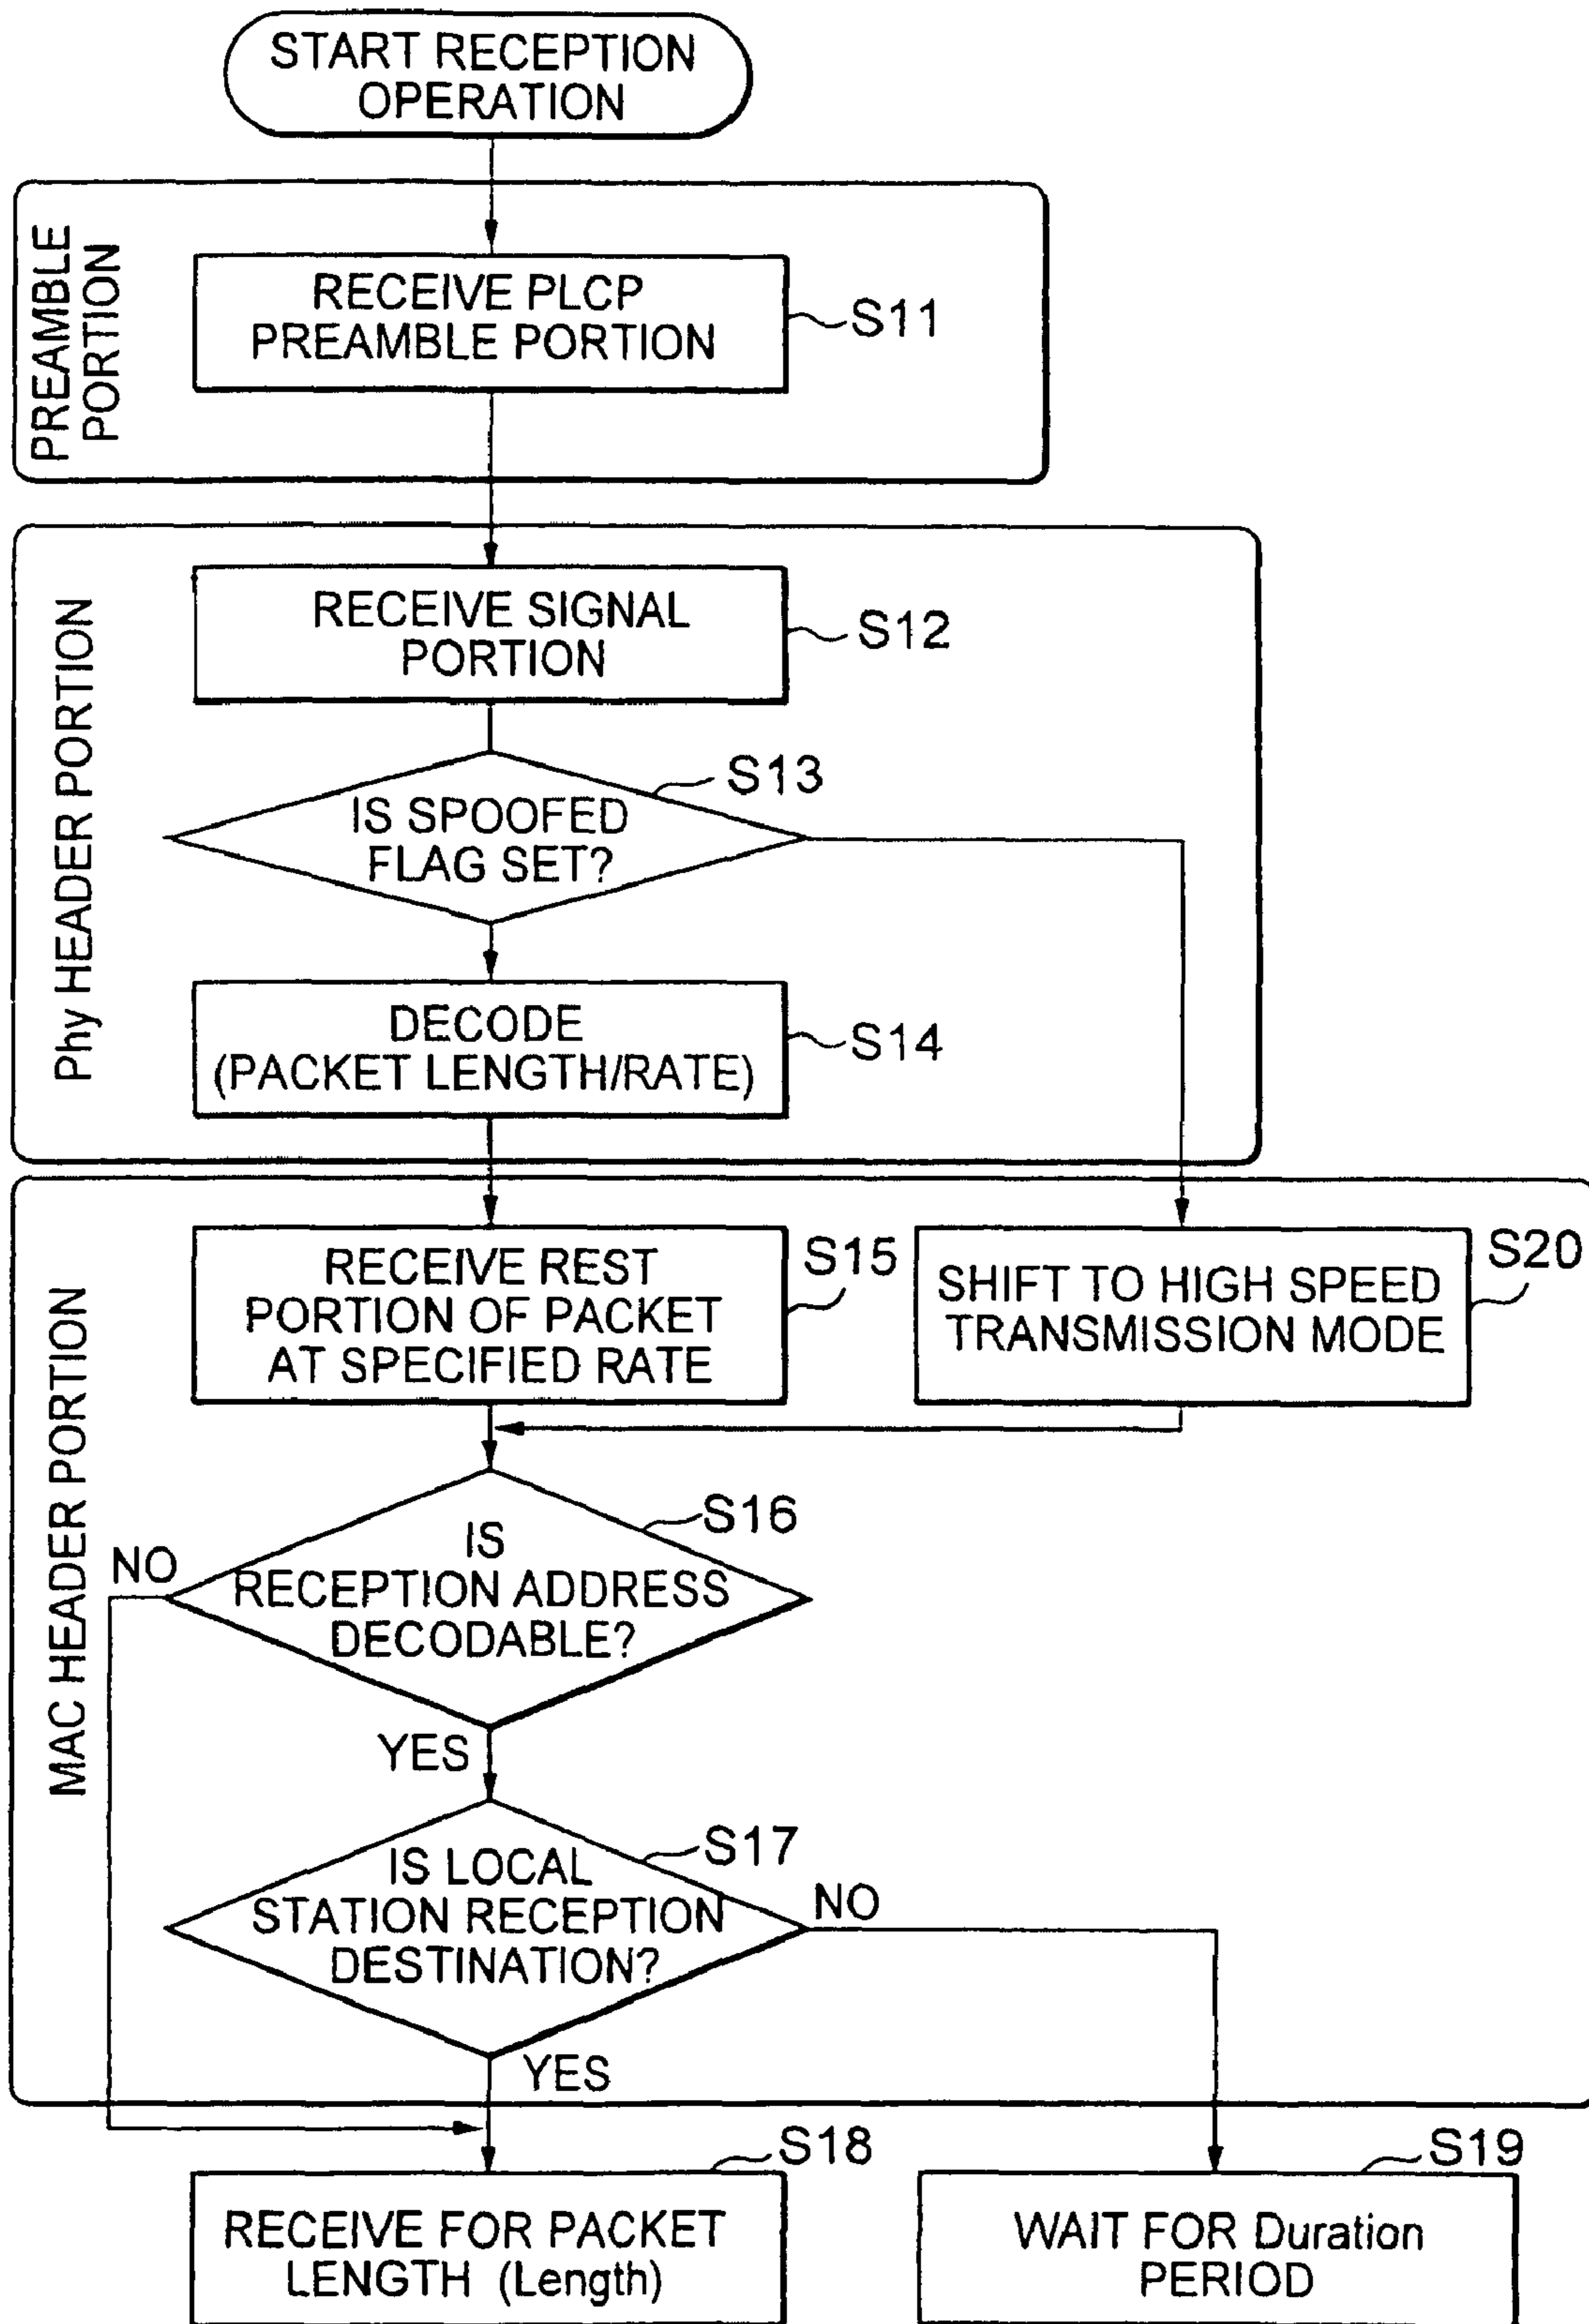 START RECEPTION
OPERATION
PREAMBLE
PORTION
RECEIVE PLCP
PREAMBLE PORTION
S11
Phy HEADER PORTION
RECEIVE SIGNAL
PORTION
S12
S13
IS SPOOFED
FLAG SET?
DECODE
(PACKET LENGTH/RATE)
S14
MAC HEADER PORTION
RECEIVE REST
PORTION OF PACKET
AT SPECIFIED RATE
S15
SHIFT TO HIGH SPEED
TRANSMISSION MODE
S20
S16
NO
IS
RECEPTION ADDRESS
DECODABLE?
YES
S17
IS LOCAL
STATION RECEPTION
DESTINATION?
NO
YES
S18
RECEIVE FOR PACKET
LENGTH (Length)
S19
WAIT FOR Duration
PERIOD